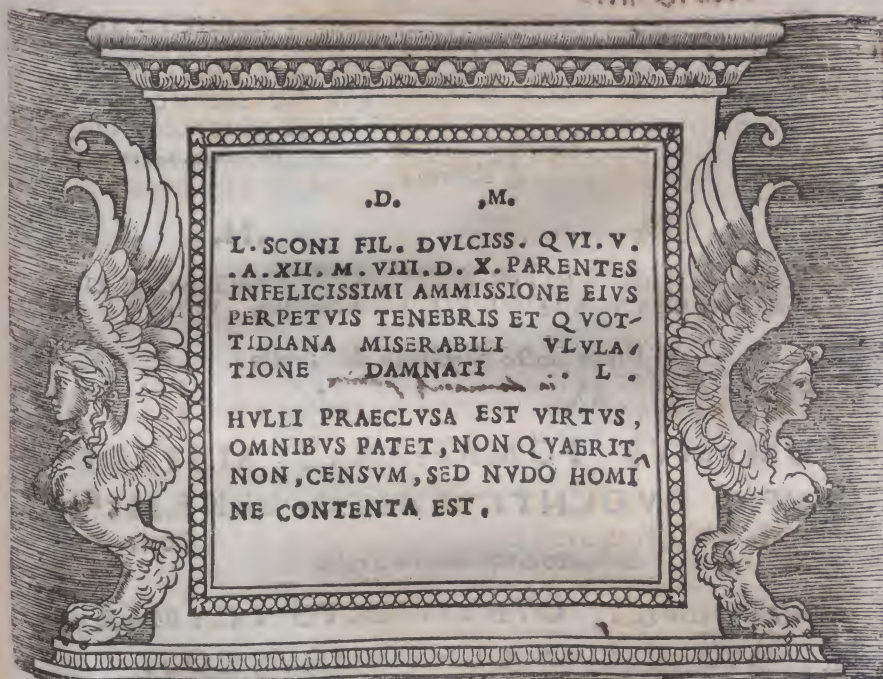 .D. ,M.
L. SCONI FIL. DVLCISS. QVI. V.
.A. XII. M. VIII. D. X. PARENTES
INFELICISSIMI AMMISSIONE EIVS
PERPETVIS TENEBRIS ET QVOT-
TIDIANA MISERABILI VLVLA-
TIONE DAMNATI . . L .
HVLLI PRAECLVSA EST VIRTVS,
OMNIBVS PATET, NON QVAERIT
NON, CENSVM, SED NVDO HOMI
NE CONTENTA EST.